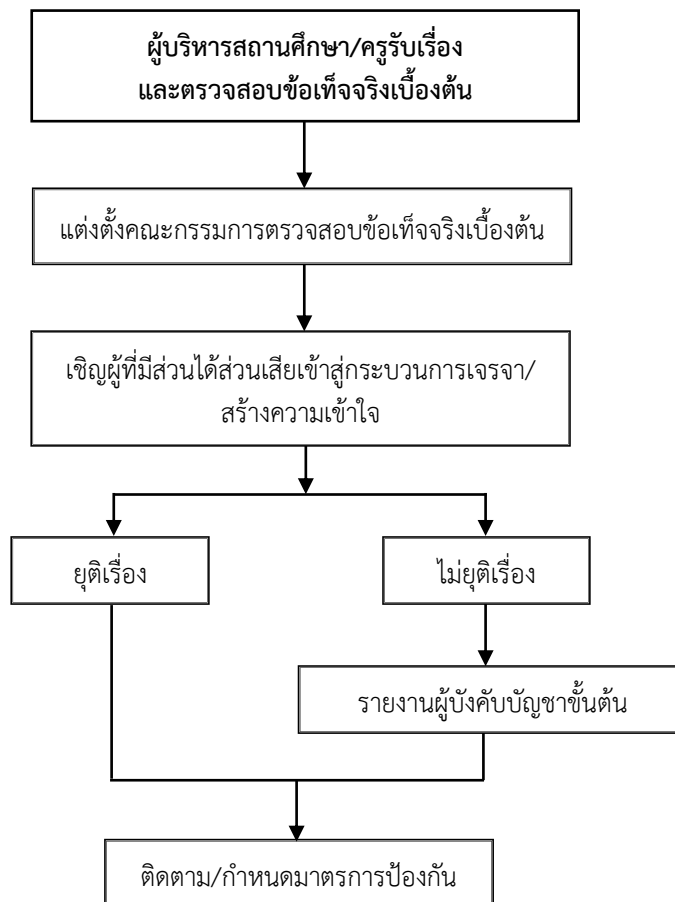 ผู้บริหารสถานศึกษา/ครูรับเรื่อง
และตรวจสอบข้อเท็จจริงเบื้องต้น
แต่งตั้งคณะกรรมการตรวจสอบข้อเท็จจริงเบื้องต้น
เชิญผู้ที่มีส่วนได้ส่วนเสียเข้าสู่กระบวนการเจรจา/
สร้างความเข้าใจ
ยุติเรื่อง
ไม่ยุติเรื่อง
รายงานผู้บังคับบัญชาขั้นต้น
ติดตาม/กำหนดมาตรการป้องกัน